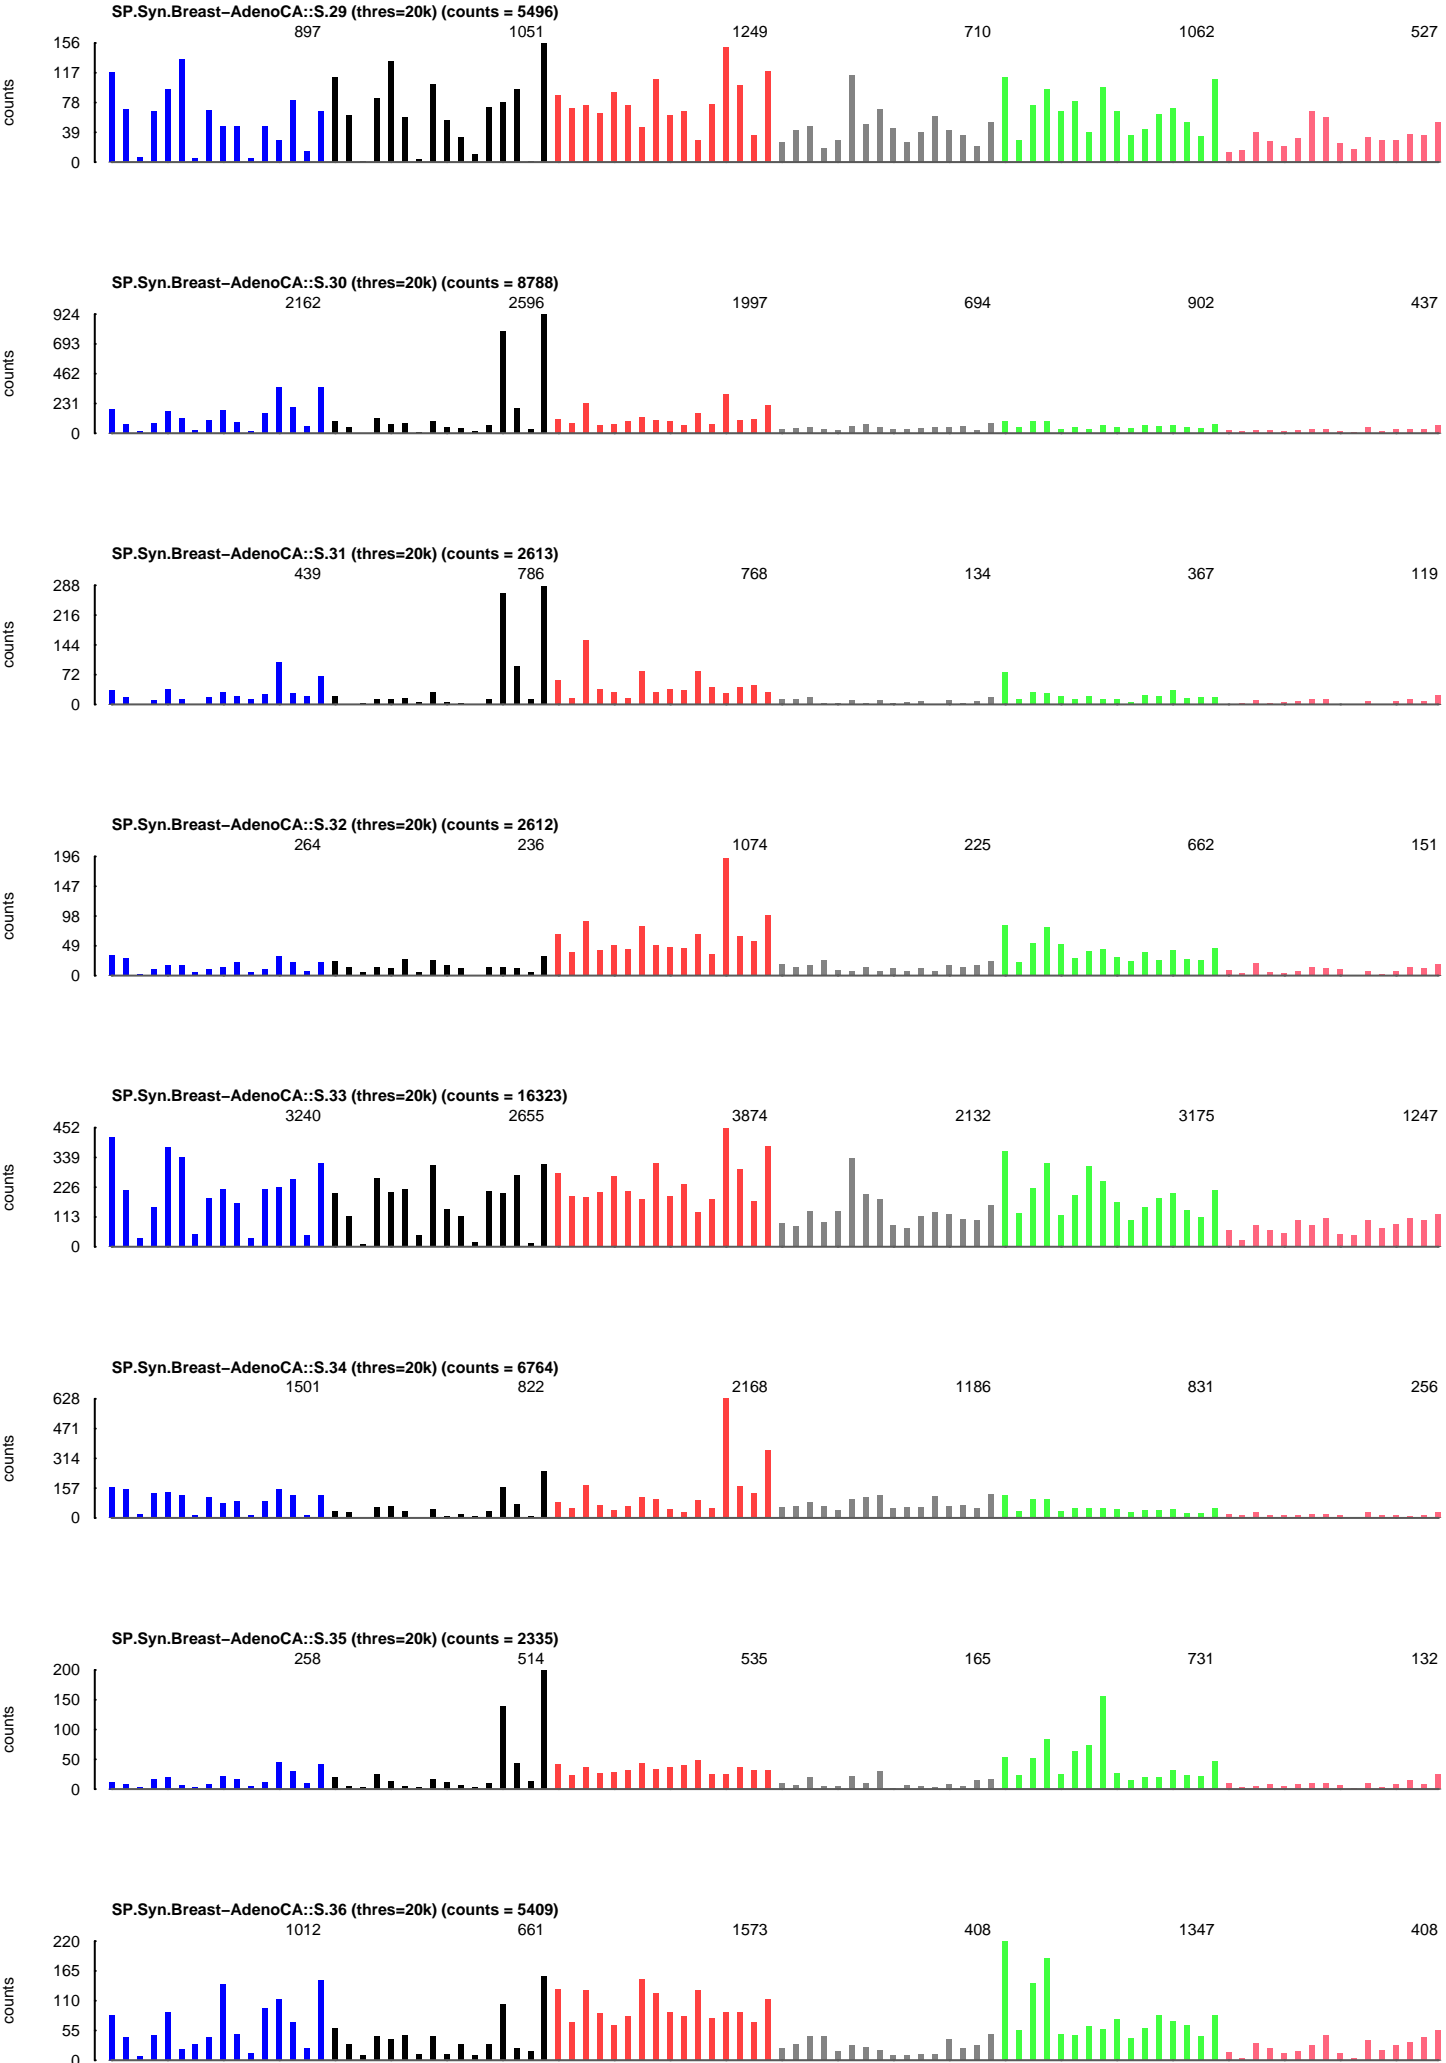 SP.Syn.Breast−AdenoCA::S.29 (thres=20k) (counts = 5496)
897 1051 1249 710 1062 527
156
117
78
39
0
counts
SP.Syn.Breast−AdenoCA::S.30 (thres=20k) (counts = 8788)
2162 2596 1997 694 902 437
924
693
462
231
0
counts
SP.Syn.Breast−AdenoCA::S.31 (thres=20k) (counts = 2613)
439 786 768 134 367 119
288
216
144
72
0
counts
SP.Syn.Breast−AdenoCA::S.32 (thres=20k) (counts = 2612)
264 236 1074 225 662 151
196
147
98
49
0
counts
SP.Syn.Breast−AdenoCA::S.33 (thres=20k) (counts = 16323)
3240 2655 3874 2132 3175 1247
452
339
226
113
0
counts
SP.Syn.Breast−AdenoCA::S.34 (thres=20k) (counts = 6764)
1501 822 2168 1186 831 256
628
471
314
157
0
counts
SP.Syn.Breast−AdenoCA::S.35 (thres=20k) (counts = 2335)
258 514 535 165 731 132
200
150
100
50
0
counts
SP.Syn.Breast−AdenoCA::S.36 (thres=20k) (counts = 5409)
1012 661 1573 408 1347 408
220
165
110
55
0
counts